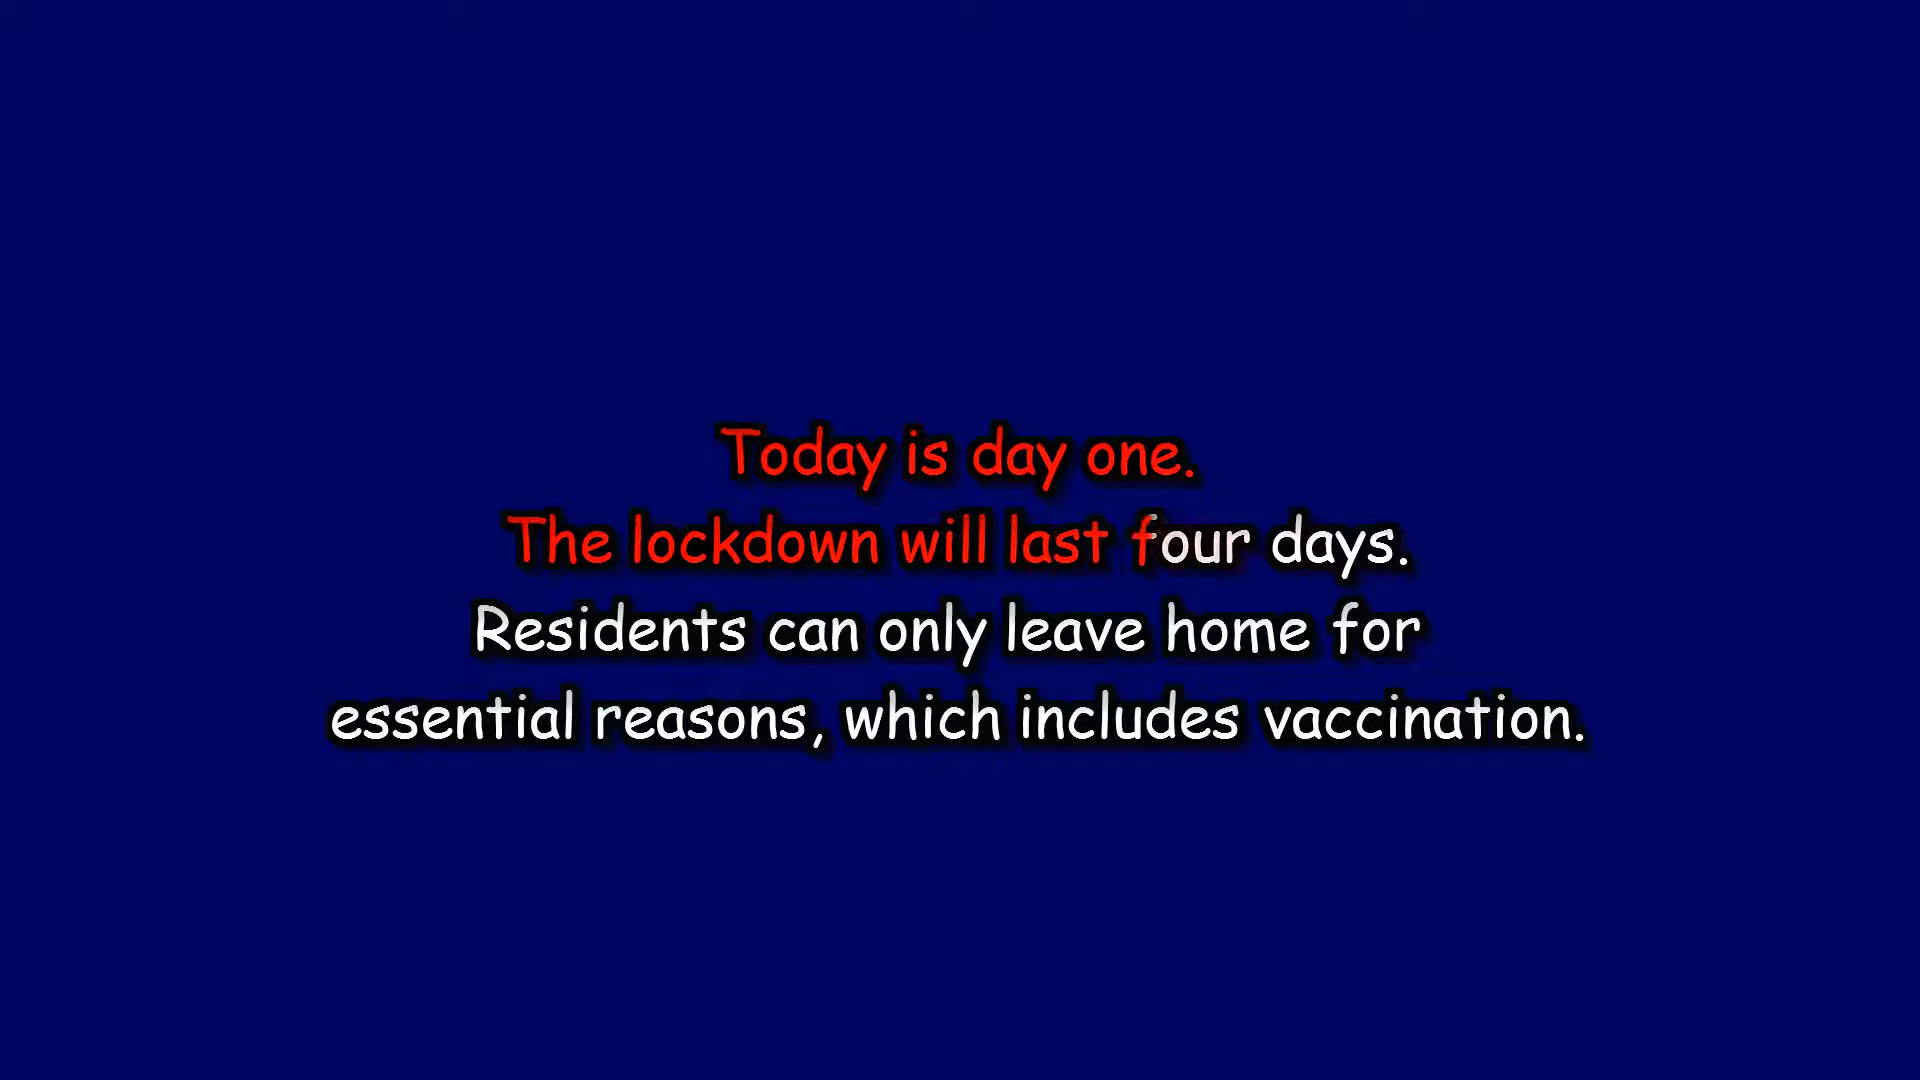 Today is day one.
The lockdown will last four days.
Residents can only leave home for
essential reasons, which includes vaccination.